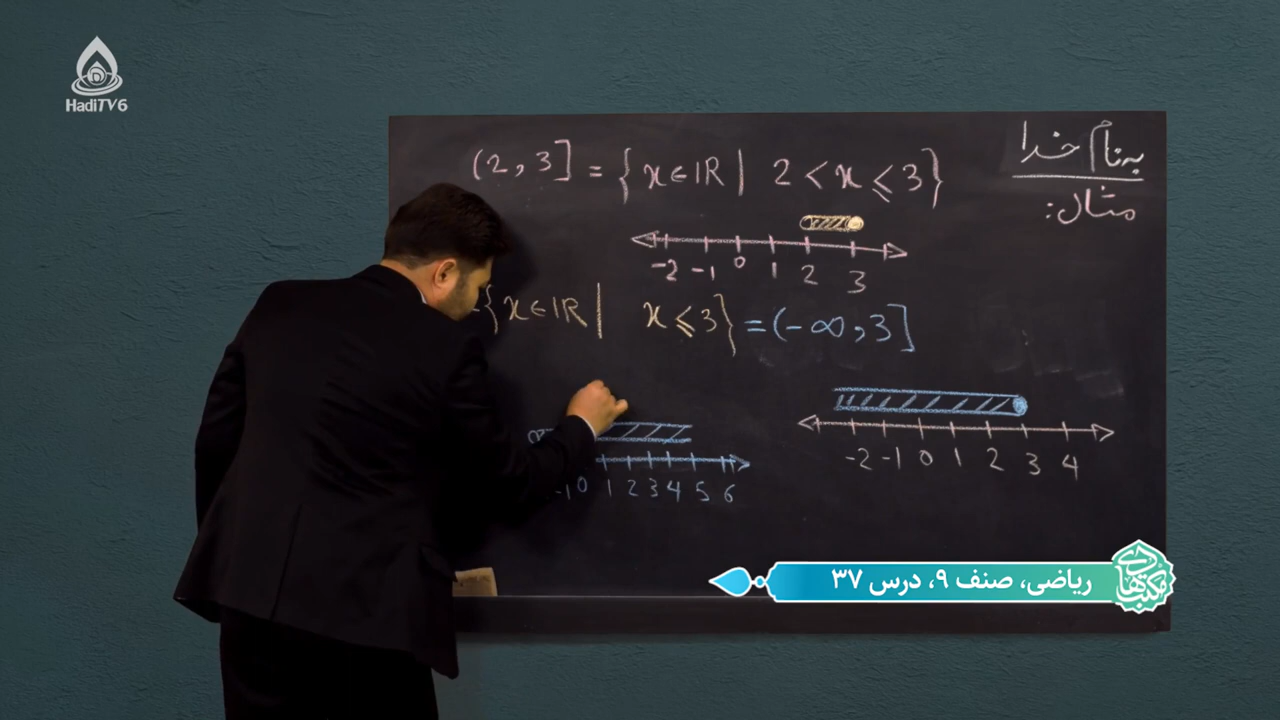 HadiTV6
به نام خدا
مثال:
(2,3] = {x∈IR | 2<x⩽3}
-2 -1 0 1 2 3
{x∈IR | x⩽3} = (-∞,3]
-2 -1 0 1 2 3 4
-1 0 1 2 3 4 5 6
ریاضی، صنف ۹، درس ۳۷